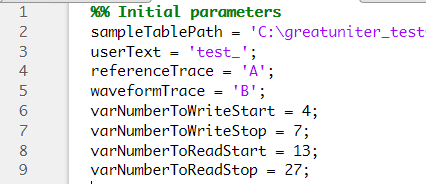 1 %% Initial parameters
2 sampleTablePath = 'C:\greatuniter_test
3 userText = 'test_';
4 referenceTrace = 'A';
5 waveformTrace = 'B';
6 varNumberToWriteStart = 4;
7 varNumberToWriteStop = 7;
8 varNumberToReadStart = 13;
9 varNumberToReadStop = 27;